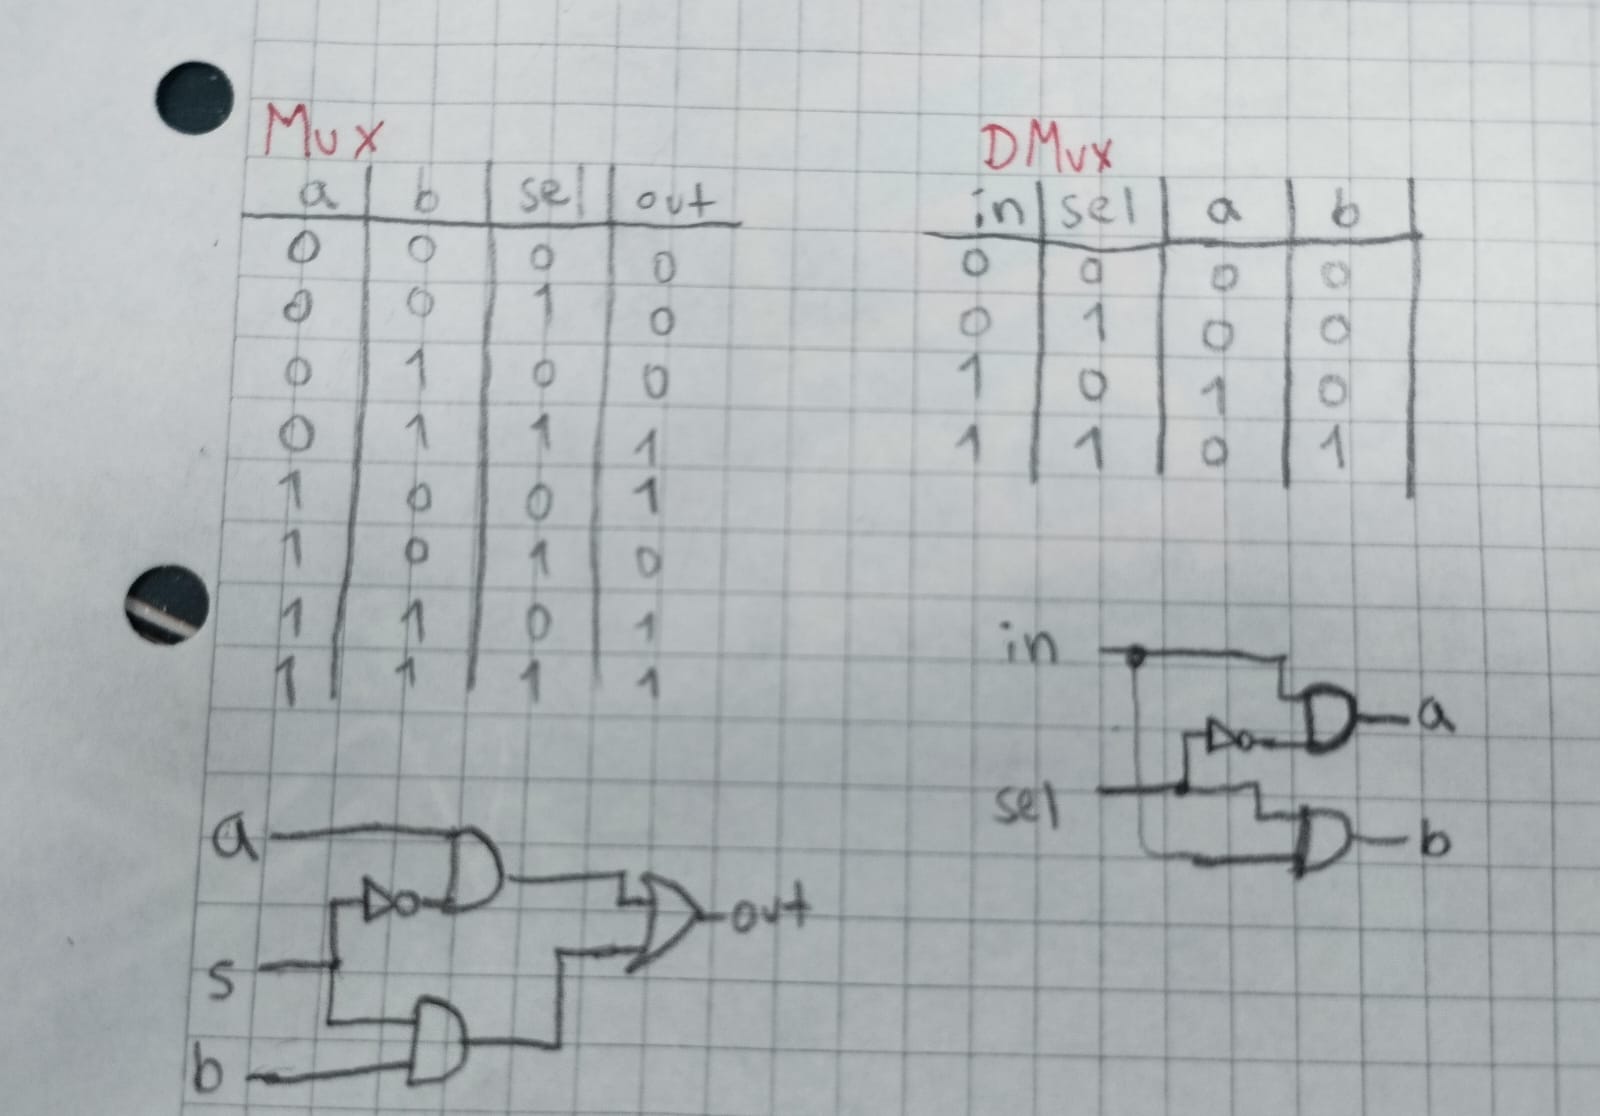 Mux
a b sel out
0 0 0 0
0 0 1 0
0 1 0 0
0 1 1 1
1 0 0 1
1 0 1 0
1 1 0 1
1 1 1 1
a
s
b
out
DMux
in sel a b
0 0 0 0
0 1 0 0
1 0 1 0
1 1 0 1
in
a
sel
b